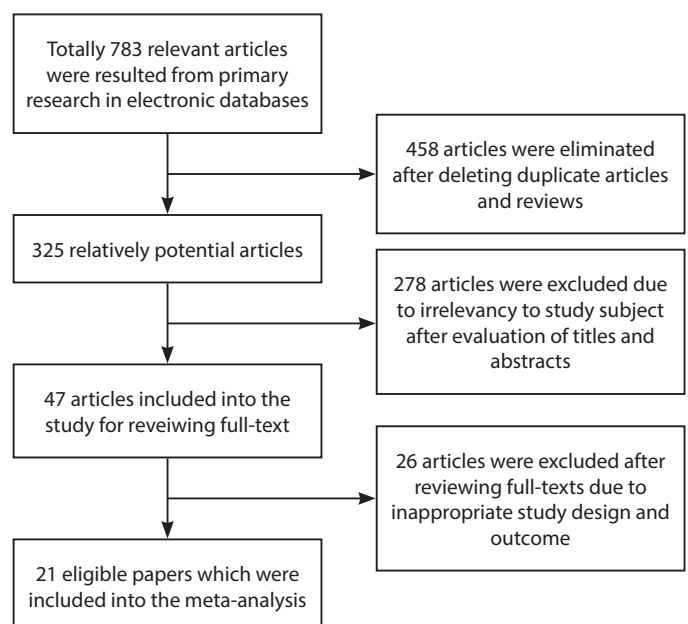 Totally 783 relevant articles
were resulted from primary
research in electronic databases
458 articles were eliminated
after deleting duplicate articles
and reviews
325 relatively potential articles
278 articles were excluded due
to irrelevancy to study subject
after evaluation of titles and
abstracts
47 articles included into the
study for reveiwing full-text
26 articles were excluded after
reviewing full-texts due to
inappropriate study design and
outcome
21 eligible papers which were
included into the meta-analysis